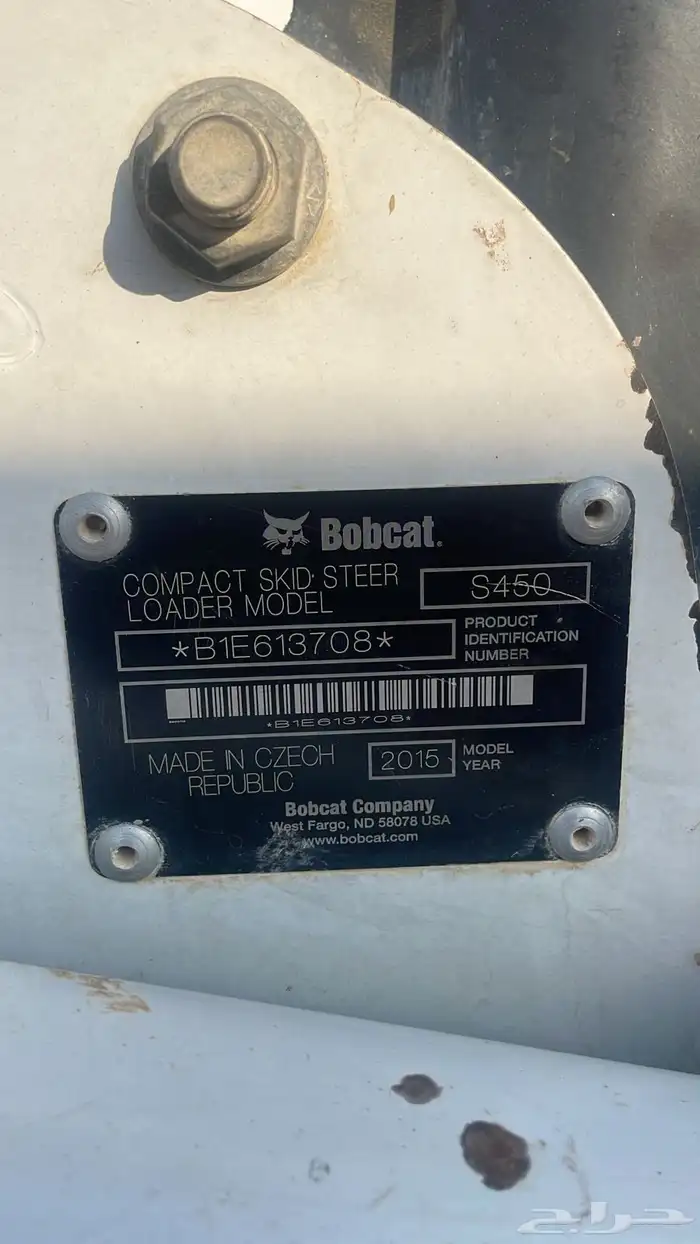 Bobcat.
COMPACT SKID STEER
LOADER MODEL
S450
*B1E613708*
PRODUCT
IDENTIFICATION
NUMBER
*B1E613708*
MADE IN CZECH
REPUBLIC
2015
MODEL
YEAR
Bobcat Company
West Fargo, ND 58078 USA
www.bobcat.com
حراج